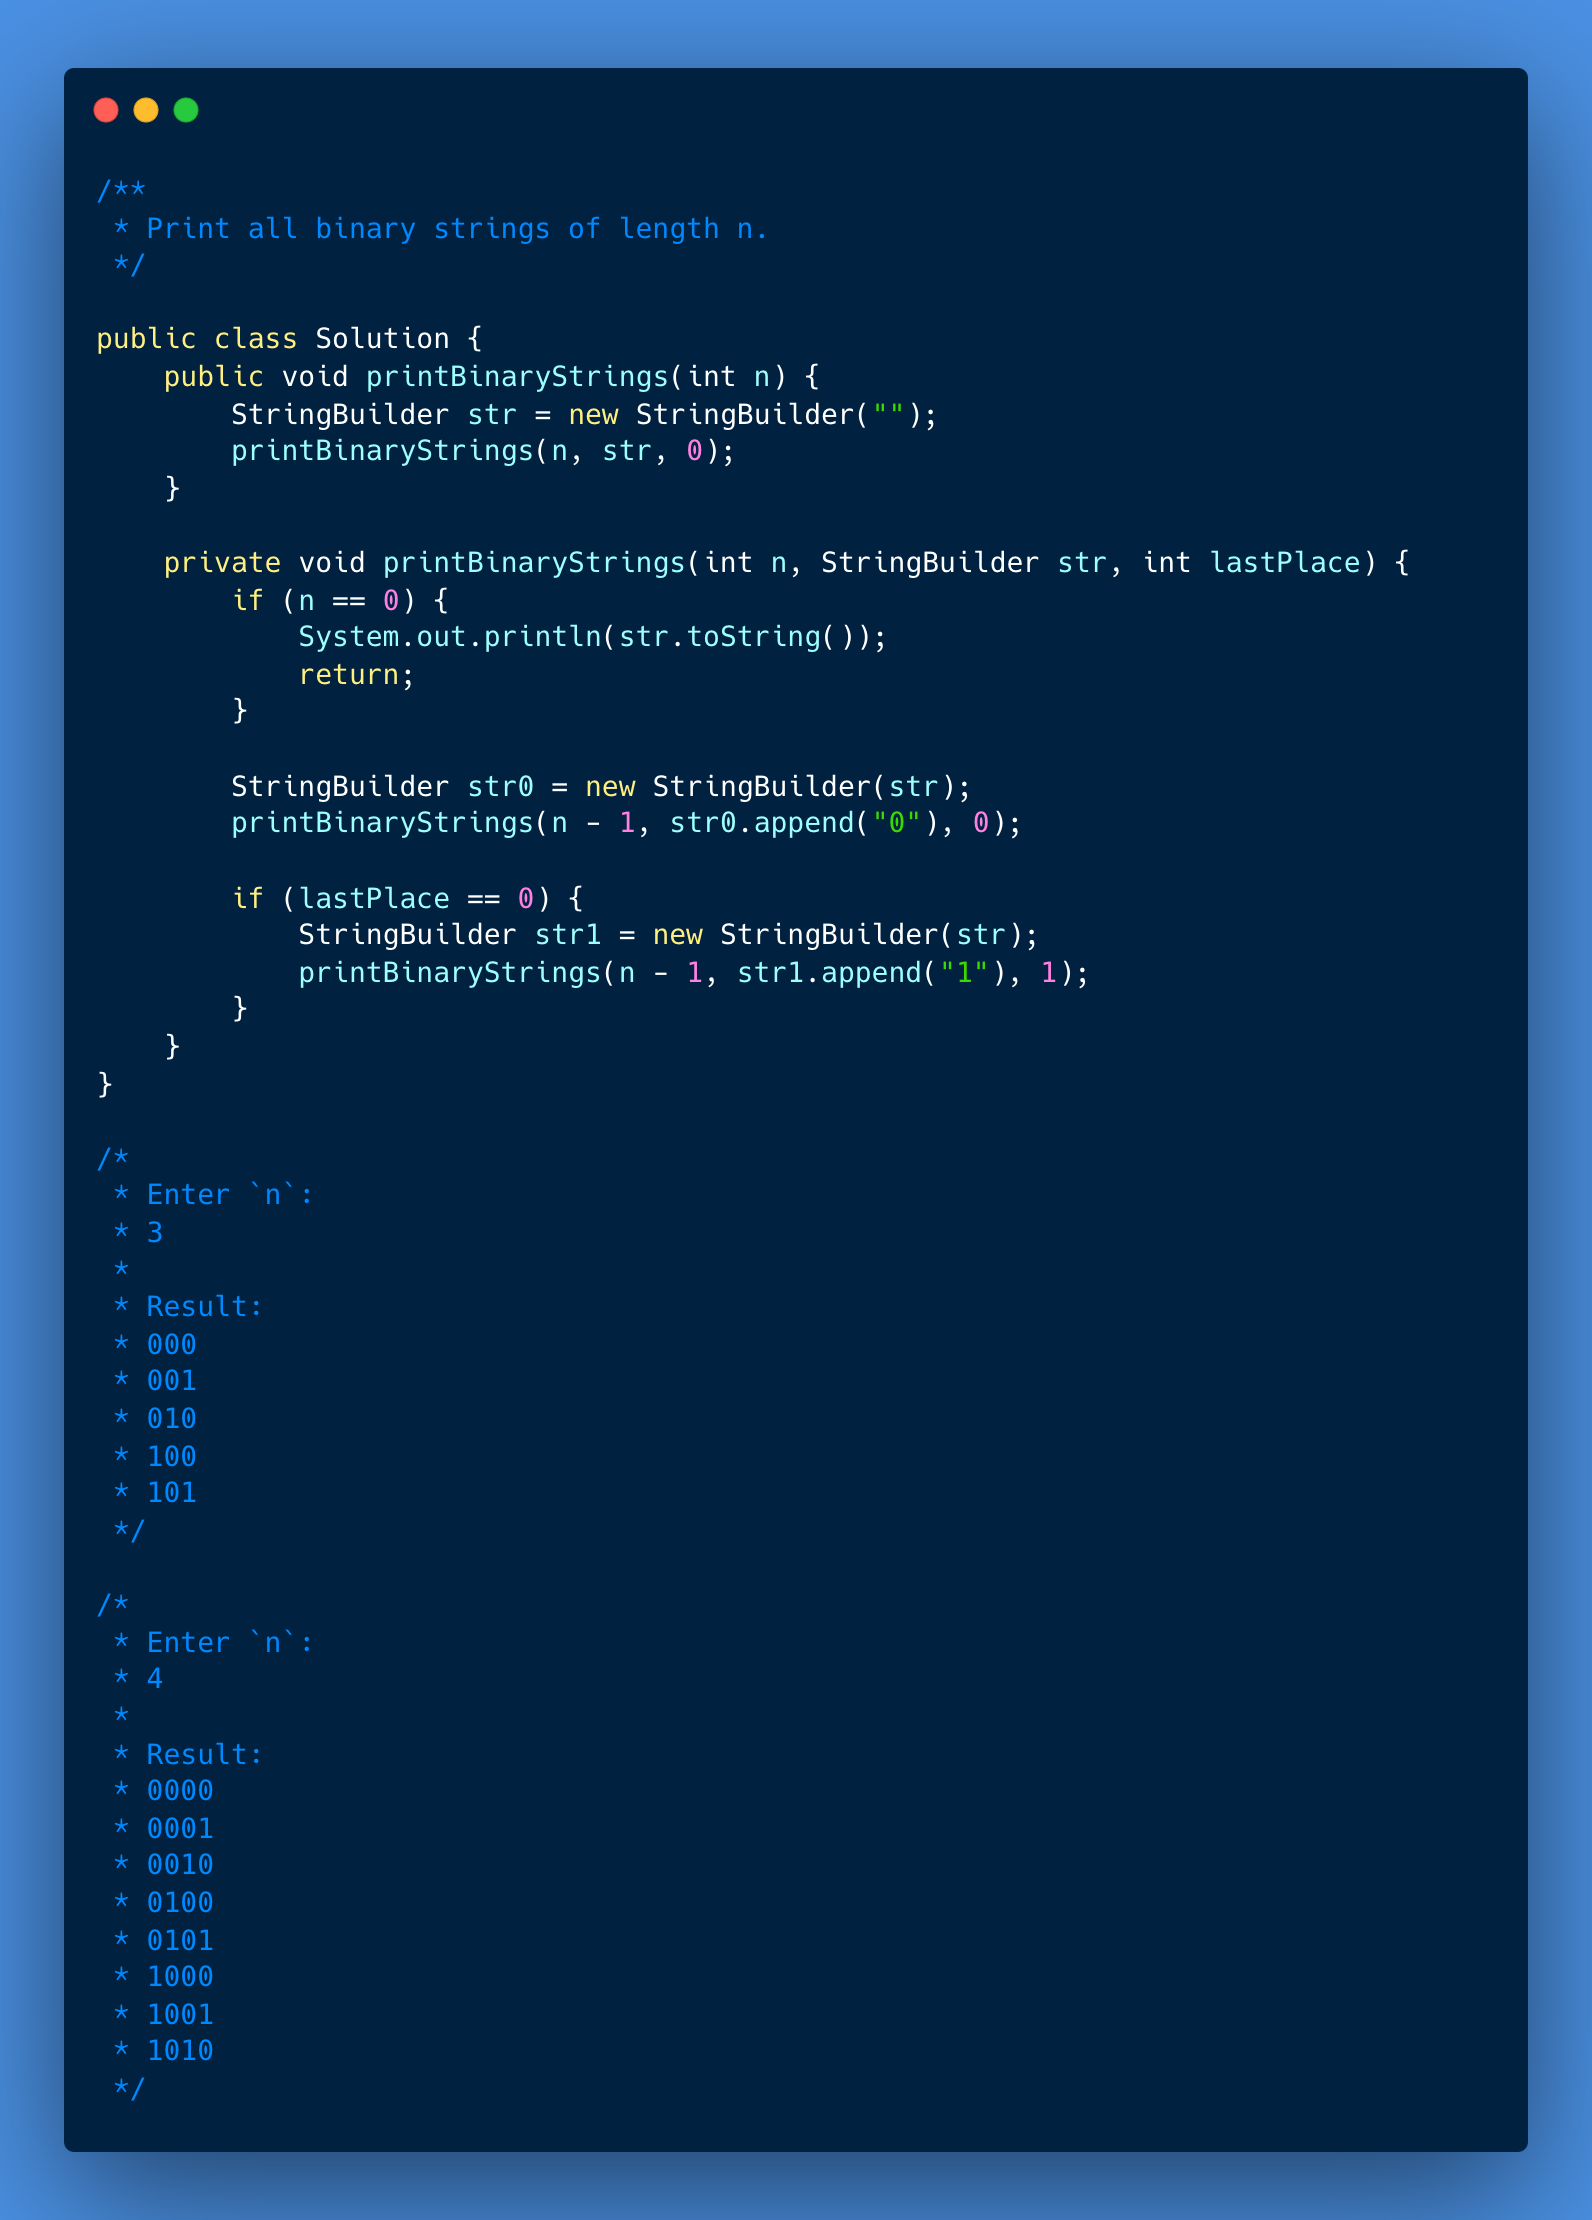 /**
 * Print all binary strings of length n.
 */

public class Solution {
    public void printBinaryStrings(int n) {
        StringBuilder str = new StringBuilder("");
        printBinaryStrings(n, str, 0);
    }

    private void printBinaryStrings(int n, StringBuilder str, int lastPlace) {
        if (n == 0) {
            System.out.println(str.toString());
            return;
        }

        StringBuilder str0 = new StringBuilder(str);
        printBinaryStrings(n - 1, str0.append("0"), 0);

        if (lastPlace == 0) {
            StringBuilder str1 = new StringBuilder(str);
            printBinaryStrings(n - 1, str1.append("1"), 1);
        }
    }
}

/*
 * Enter `n`:
 * 3
 *
 * Result:
 * 000
 * 001
 * 010
 * 100
 * 101
 */

/*
 * Enter `n`:
 * 4
 *
 * Result:
 * 0000
 * 0001
 * 0010
 * 0100
 * 0101
 * 1000
 * 1001
 * 1010
 */